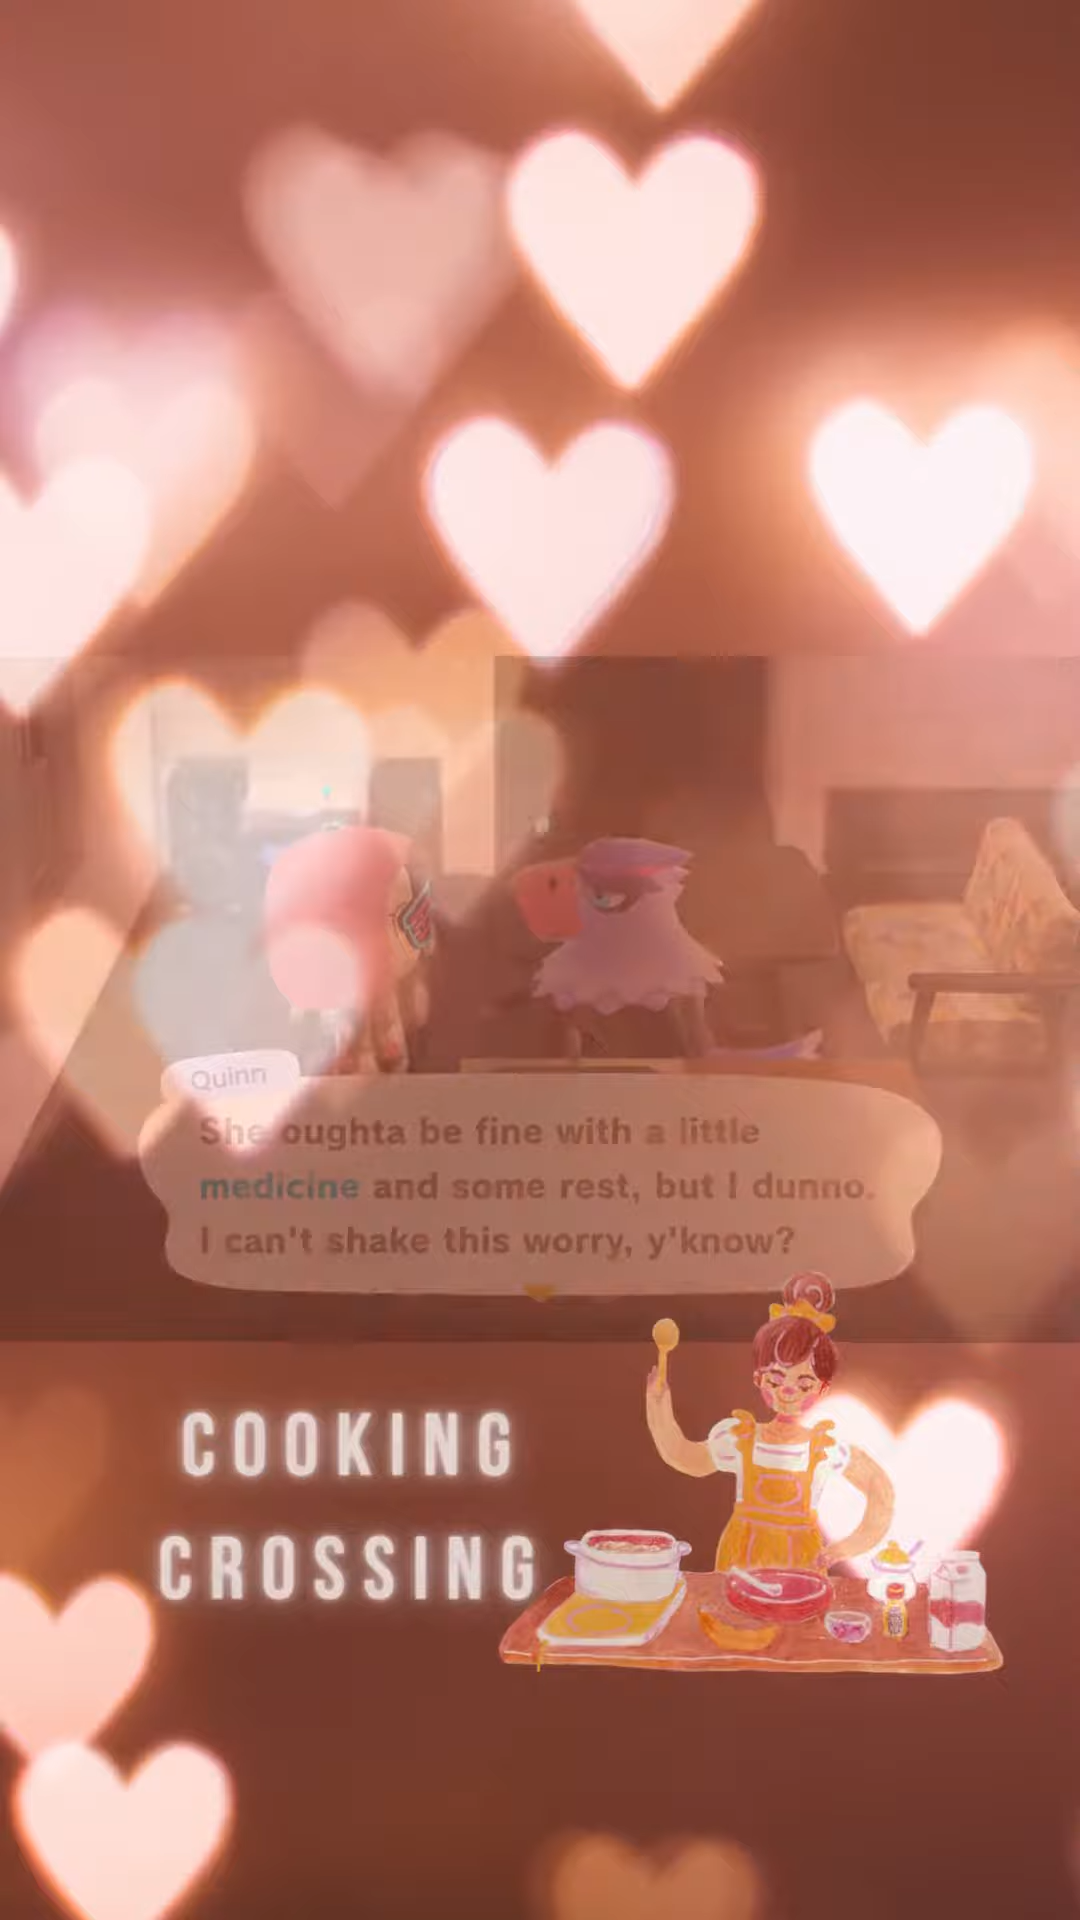 Quinn
She oughta be fine with a little
medicine and some rest, but I dunno.
I can't shake this worry, y'know?
COOKING
CROSSING